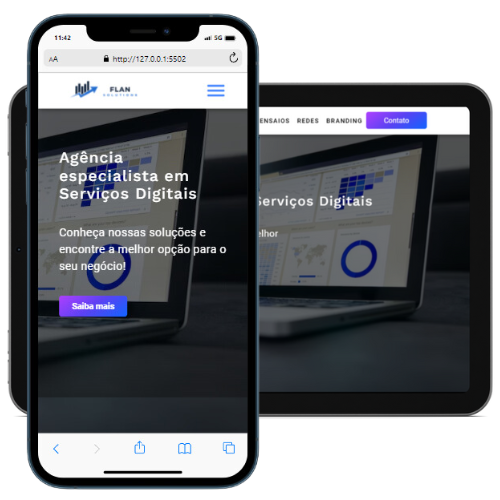 11:42
5G
AA
http://127.0.0.1:5502
FLAN
SOLUTIONS
ENSAIOS REDES BRANDING Contato
Agência
especialista em
Serviços Digitais
Serviços Digitais
Conheça nossas soluções e
encontre a melhor opção para o
seu negócio!
Saiba mais